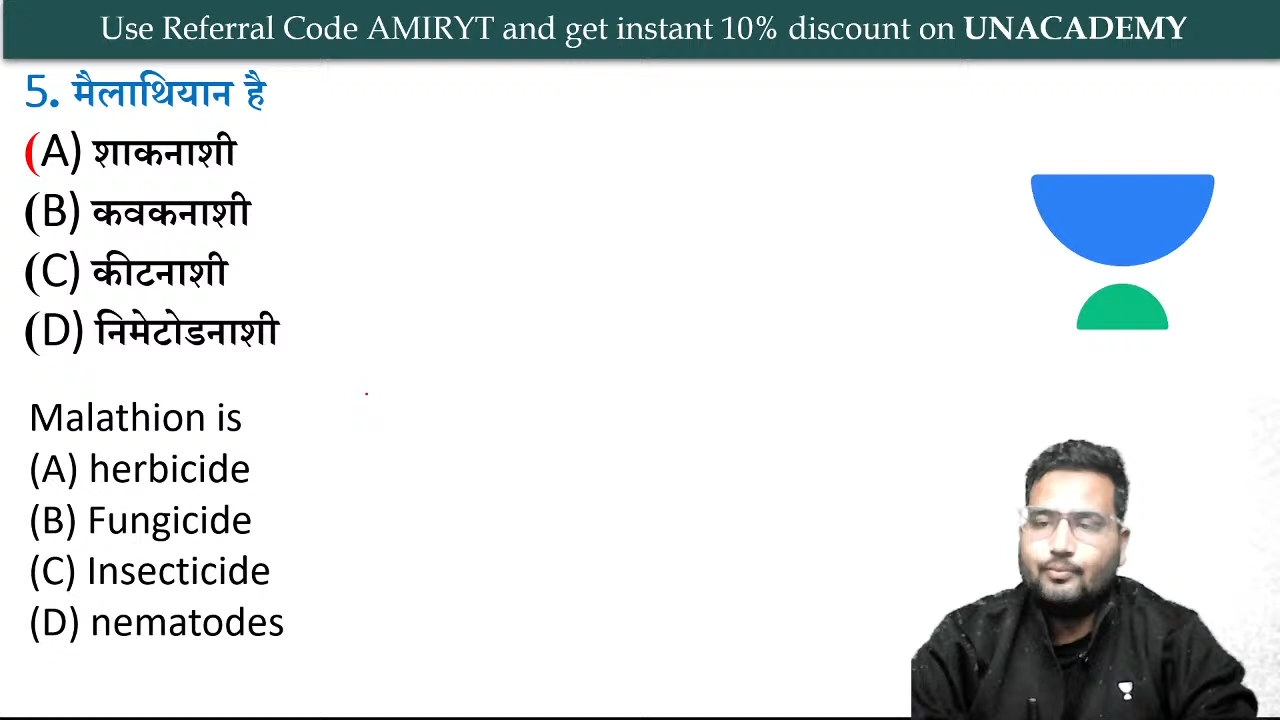 Use Referral Code AMIRYT and get instant 10% discount on UNACADEMY
5. मैलाथियान है
(A) शाकनाशी
(B) कवकनाशी
(C) कीटनाशी
(D) निमेटोडनाशी
Malathion is
(A) herbicide
(B) Fungicide
(C) Insecticide
(D) nematodes